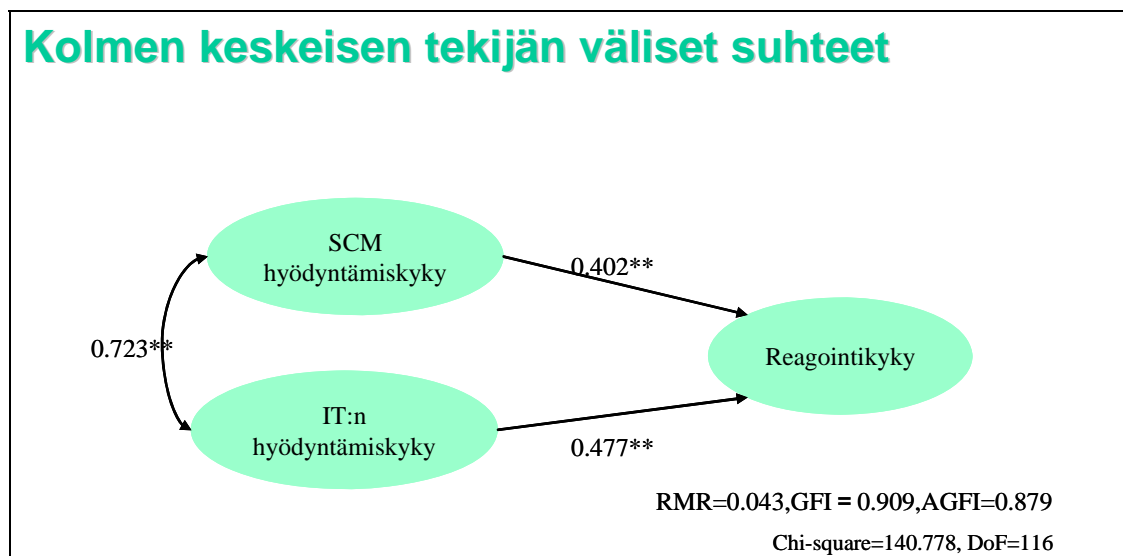 Kolmen keskeisen tekijän väliset suhteet
SCM
hyödyntämiskyky
0.402**
0.723**
Reagointikyky
IT:n
hyödyntämiskyky
0.477**
RMR=0.043,GFI = 0.909,AGFI=0.879
Chi-square=140.778, DoF=116